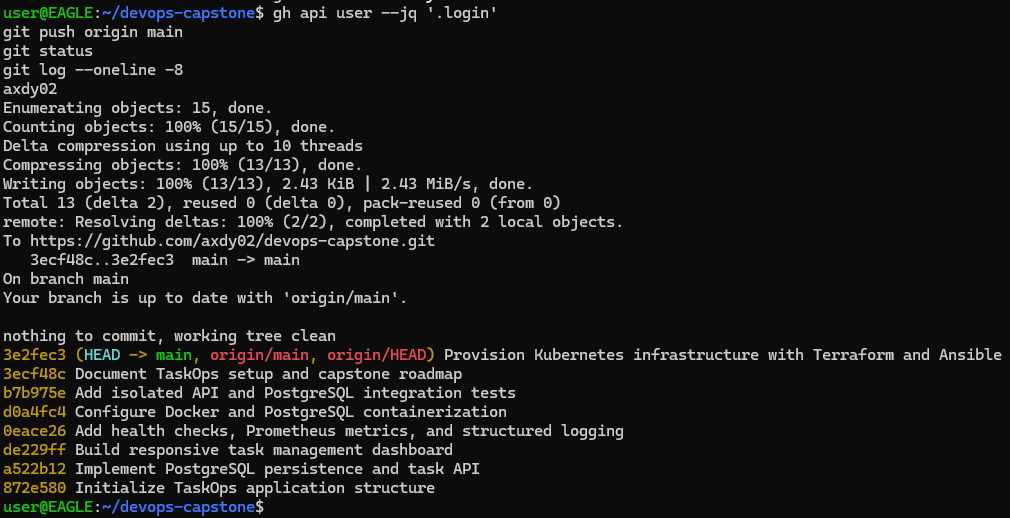 user@EAGLE:~/devops-capstone$ gh api user --jq '.login'
git push origin main
git status
git log --oneline -8
axdy02
Enumerating objects: 15, done.
Counting objects: 100% (15/15), done.
Delta compression using up to 10 threads
Compressing objects: 100% (13/13), done.
Writing objects: 100% (13/13), 2.43 KiB | 2.43 MiB/s, done.
Total 13 (delta 2), reused 0 (delta 0), pack-reused 0 (from 0)
remote: Resolving deltas: 100% (2/2), completed with 2 local objects.
To https://github.com/axdy02/devops-capstone.git
   3ecf48c..3e2fec3  main -> main
On branch main
Your branch is up to date with 'origin/main'.

nothing to commit, working tree clean
3e2fec3 (HEAD -> main, origin/main, origin/HEAD) Provision Kubernetes infrastructure with Terraform and Ansible
3ecf48c Document TaskOps setup and capstone roadmap
b7b975e Add isolated API and PostgreSQL integration tests
d0a4fc4 Configure Docker and PostgreSQL containerization
0eace26 Add health checks, Prometheus metrics, and structured logging
de229ff Build responsive task management dashboard
a522b12 Implement PostgreSQL persistence and task API
872e580 Initialize TaskOps application structure
user@EAGLE:~/devops-capstone$